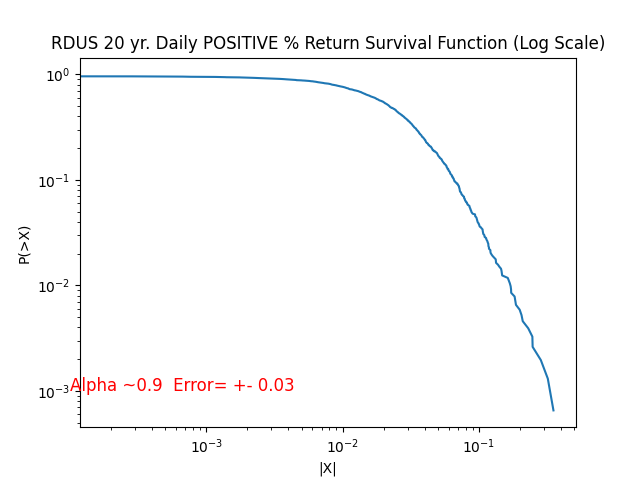 RDUS 20 yr. Daily POSITIVE % Return Survival Function (Log Scale)
10⁰
10⁻¹
P(>X)
10⁻²
10⁻³
Alpha ~0.9  Error= +- 0.03
10⁻³ 10⁻² 10⁻¹
|X|